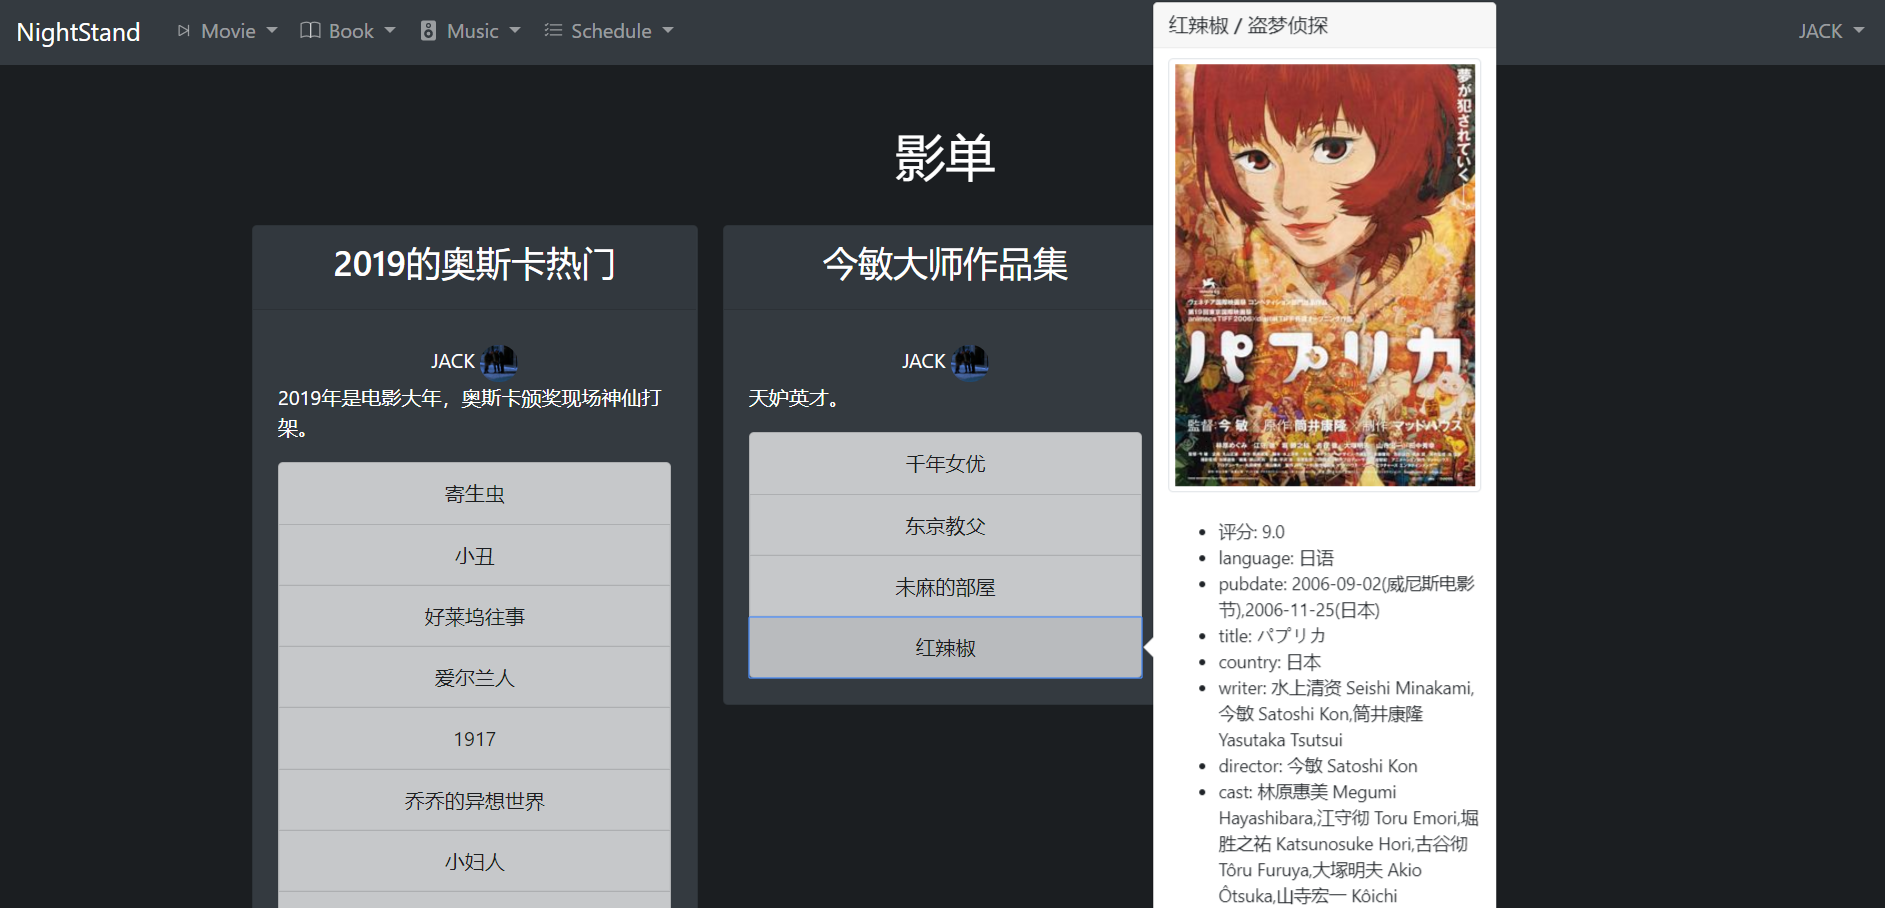 NightStand
Movie
Book
Music
Schedule
JACK
影单
2019的奥斯卡热门
JACK
2019年是电影大年，奥斯卡颁奖现场神仙打
架。
寄生虫
小丑
好莱坞往事
爱尔兰人
1917
乔乔的异想世界
小妇人
今敏大师作品集
JACK
天妒英才。
千年女优
东京教父
未麻的部屋
红辣椒
红辣椒 / 盗梦侦探
夢が犯されていく
パプリカ
監督:今 敏 原作:筒井康隆 制作:マッドハウス
评分: 9.0
language: 日语
pubdate: 2006-09-02(威尼斯电影
节),2006-11-25(日本)
title: パプリカ
country: 日本
writer: 水上清资 Seishi Minakami,
今敏 Satoshi Kon,筒井康隆
Yasutaka Tsutsui
director: 今敏 Satoshi Kon
cast: 林原惠美 Megumi
Hayashibara,江守彻 Toru Emori,堀
胜之祐 Katsunosuke Hori,古谷彻
Tôru Furuya,大塚明夫 Akio
Ôtsuka,山寺宏一 Kôichi